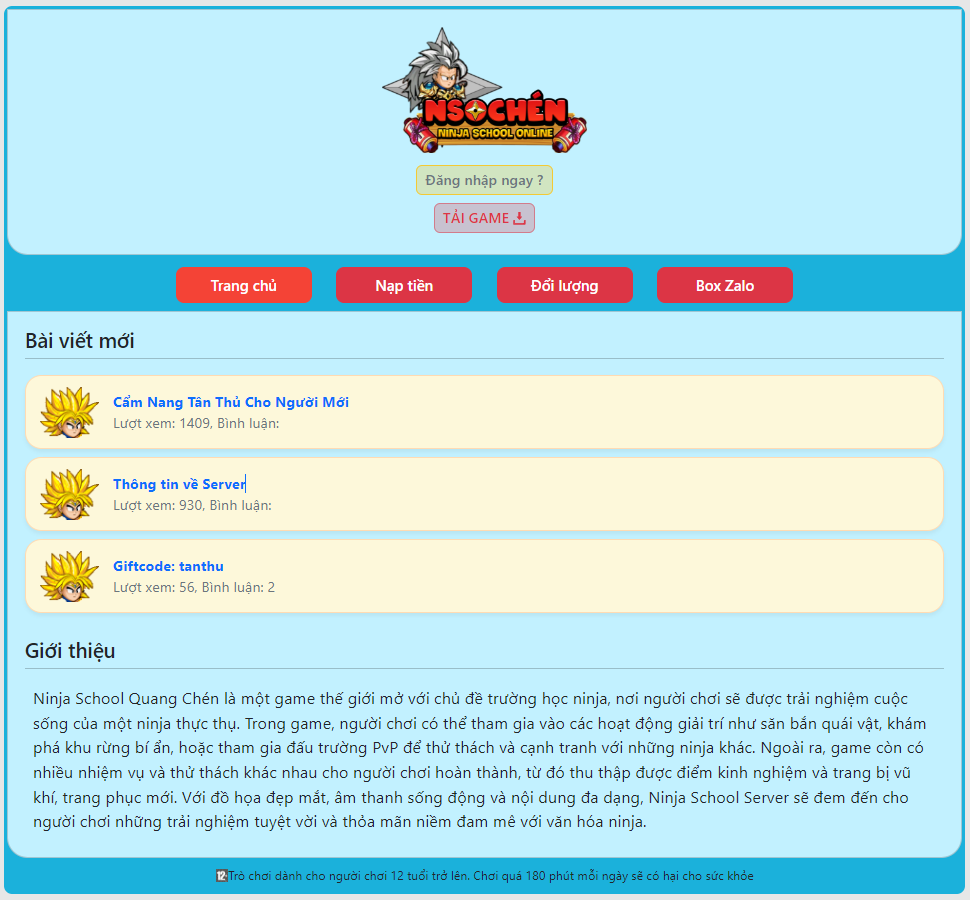 NSOCHÉN
NINJA SCHOOL ONLINE
Đăng nhập ngay ?
TẢI GAME
Trang chủ
Nạp tiền
Đổi lượng
Box Zalo
Bài viết mới
Cẩm Nang Tân Thủ Cho Người Mới
Lượt xem: 1409, Bình luận:
Thông tin về Server
Lượt xem: 930, Bình luận:
Giftcode: tanthu
Lượt xem: 56, Bình luận: 2
Giới thiệu
Ninja School Quang Chén là một game thế giới mở với chủ đề trường học ninja, nơi người chơi sẽ được trải nghiệm cuộc
sống của một ninja thực thụ. Trong game, người chơi có thể tham gia vào các hoạt động giải trí như săn bắn quái vật, khám
phá khu rừng bí ẩn, hoặc tham gia đấu trường PvP để thử thách và cạnh tranh với những ninja khác. Ngoài ra, game còn có
nhiều nhiệm vụ và thử thách khác nhau cho người chơi hoàn thành, từ đó thu thập được điểm kinh nghiệm và trang bị vũ
khí, trang phục mới. Với đồ họa đẹp mắt, âm thanh sống động và nội dung đa dạng, Ninja School Server sẽ đem đến cho
người chơi những trải nghiệm tuyệt vời và thỏa mãn niềm đam mê với văn hóa ninja.
12 Trò chơi dành cho người chơi 12 tuổi trở lên. Chơi quá 180 phút mỗi ngày sẽ có hại cho sức khỏe